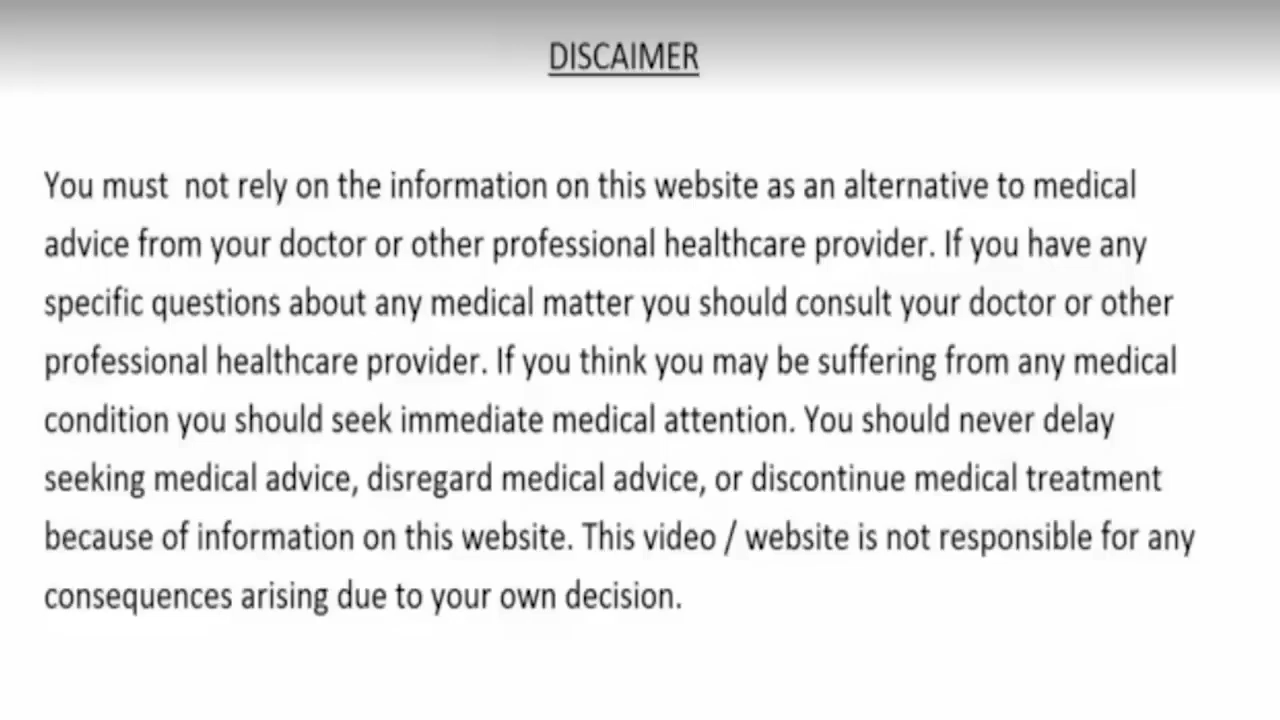 DISCAIMER
You must  not rely on the information on this website as an alternative to medical
advice from your doctor or other professional healthcare provider. If you have any
specific questions about any medical matter you should consult your doctor or other
professional healthcare provider. If you think you may be suffering from any medical
condition you should seek immediate medical attention. You should never delay
seeking medical advice, disregard medical advice, or discontinue medical treatment
because of information on this website. This video / website is not responsible for any
consequences arising due to your own decision.